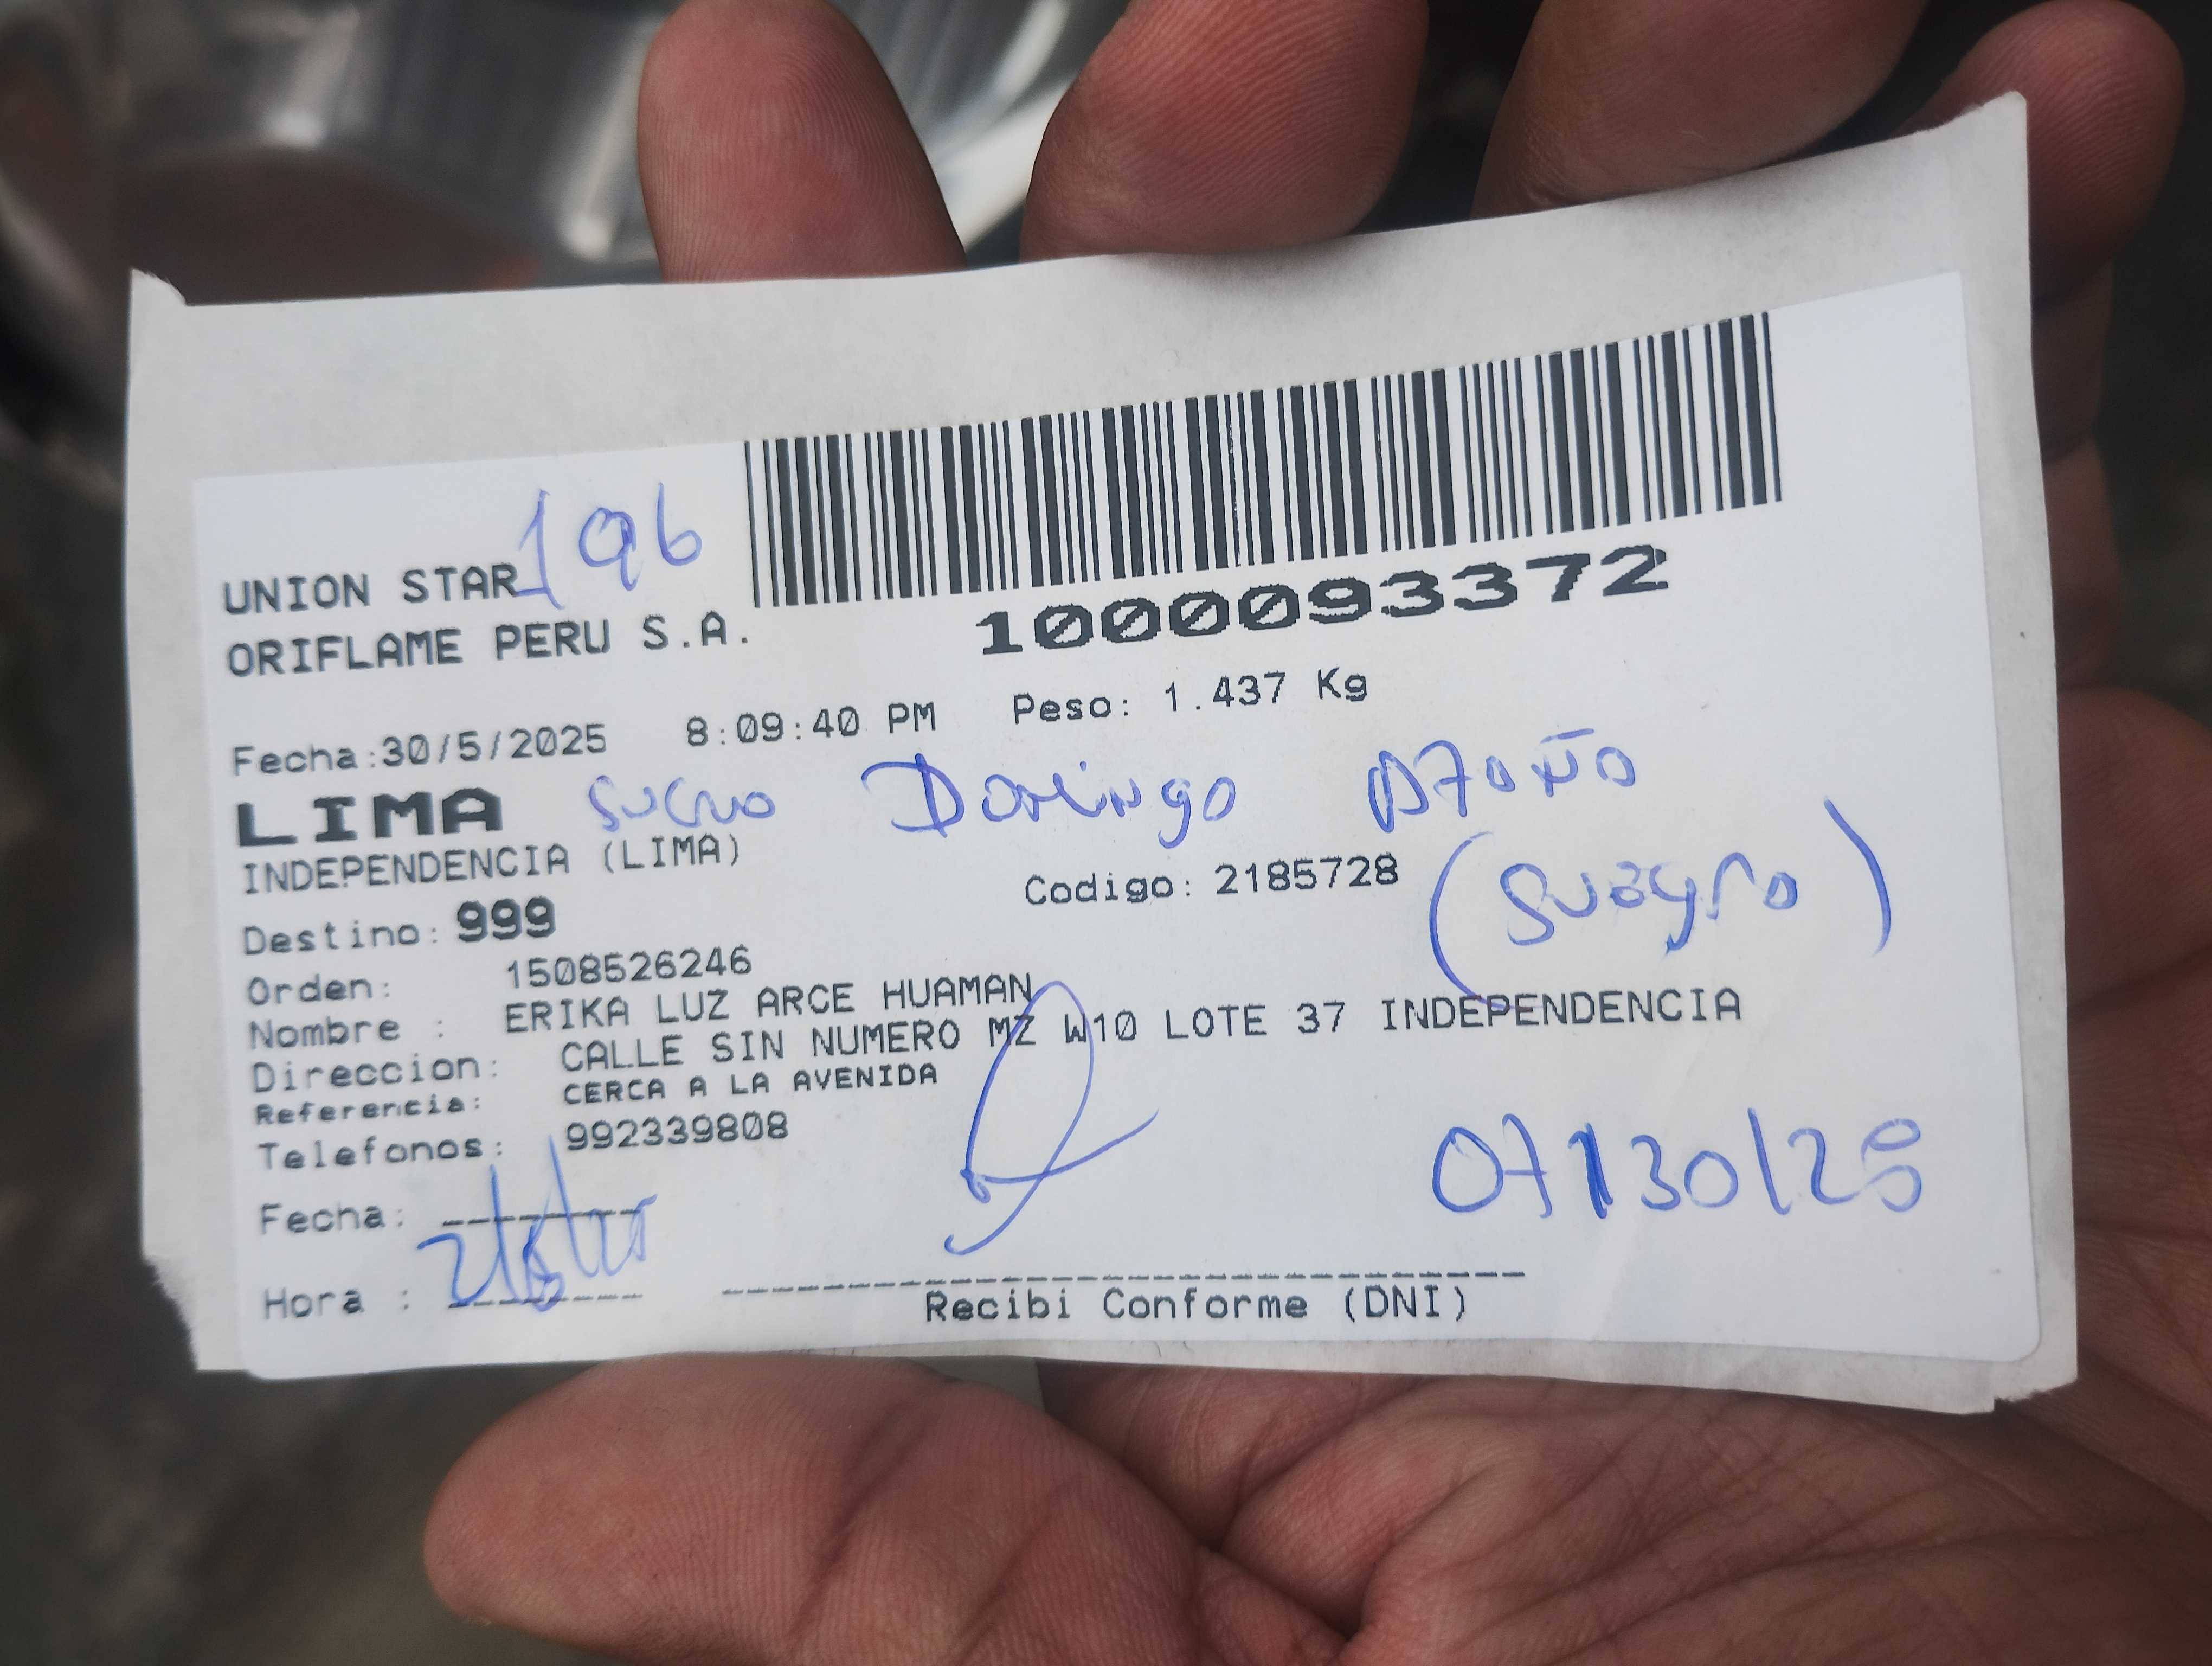 196
UNION STAR
ORIFLAME PERU S.A.
1000093372
Fecha:30/5/2025 8:09:40 PM Peso: 1.437 Kg
LIMA Domingo
INDEPENDENCIA (LIMA)
Destino: 999 Codigo: 2185728 (Suegro)
Orden: 1508526246
Nombre : ERIKA LUZ ARCE HUAMAN
Direccion: CALLE SIN NUMERO MZ W10 LOTE 37 INDEPENDENCIA
Referencia: CERCA A LA AVENIDA
Telefonos: 992339808
Fecha:
Hora :
Recibi Conforme (DNI)